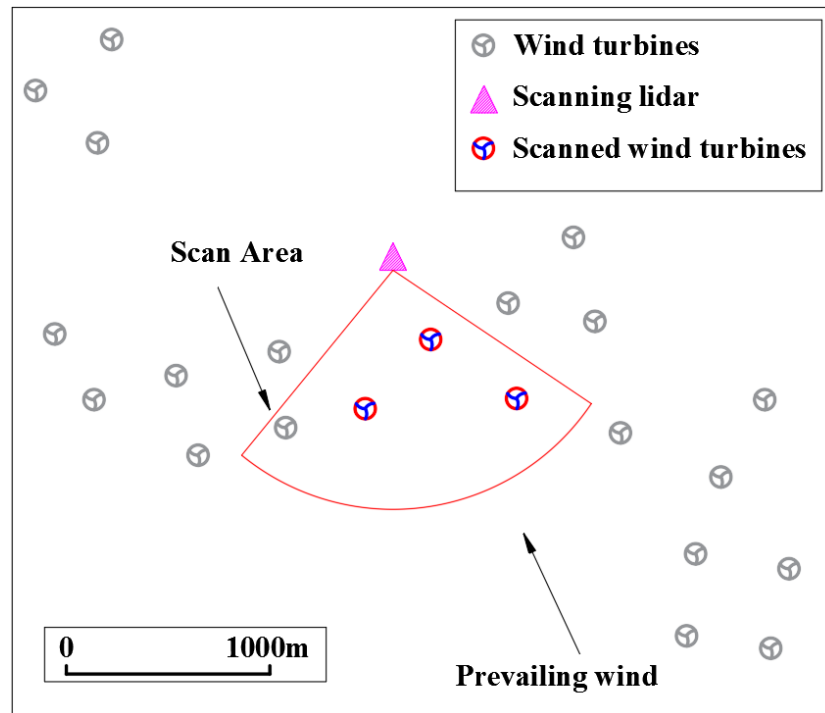 Wind turbines
Scanning lidar
Scanned wind turbines
Scan Area
0 1000m
Prevailing wind